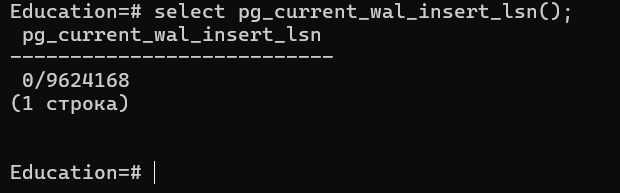 Education=# select pg_current_wal_insert_lsn();
pg_current_wal_insert_lsn
---------------------------
0/9624168
(1 строка)
Education=#